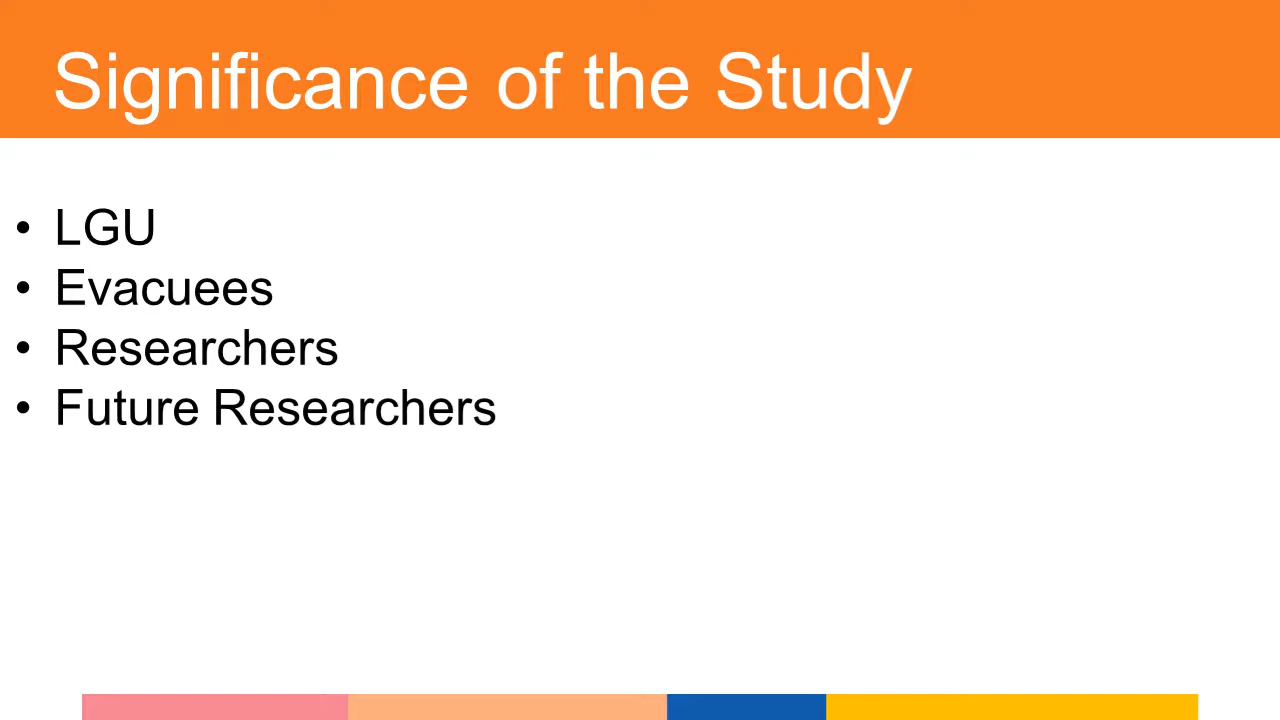 Significance of the Study
• LGU
• Evacuees
• Researchers
• Future Researchers